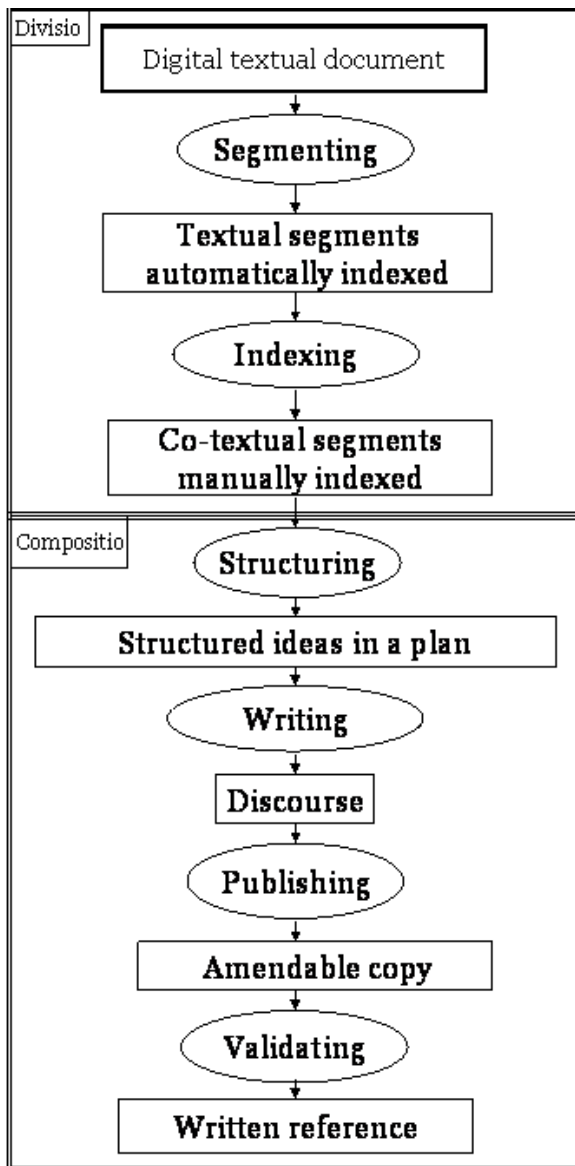 Divisio
Digital textual document
Segmenting
Textual segments
automatically indexed
Indexing
Co-textual segments
manually indexed
Compositio
Structuring
Structured ideas in a plan
Writing
Discourse
Publishing
Amendable copy
Validating
Written reference